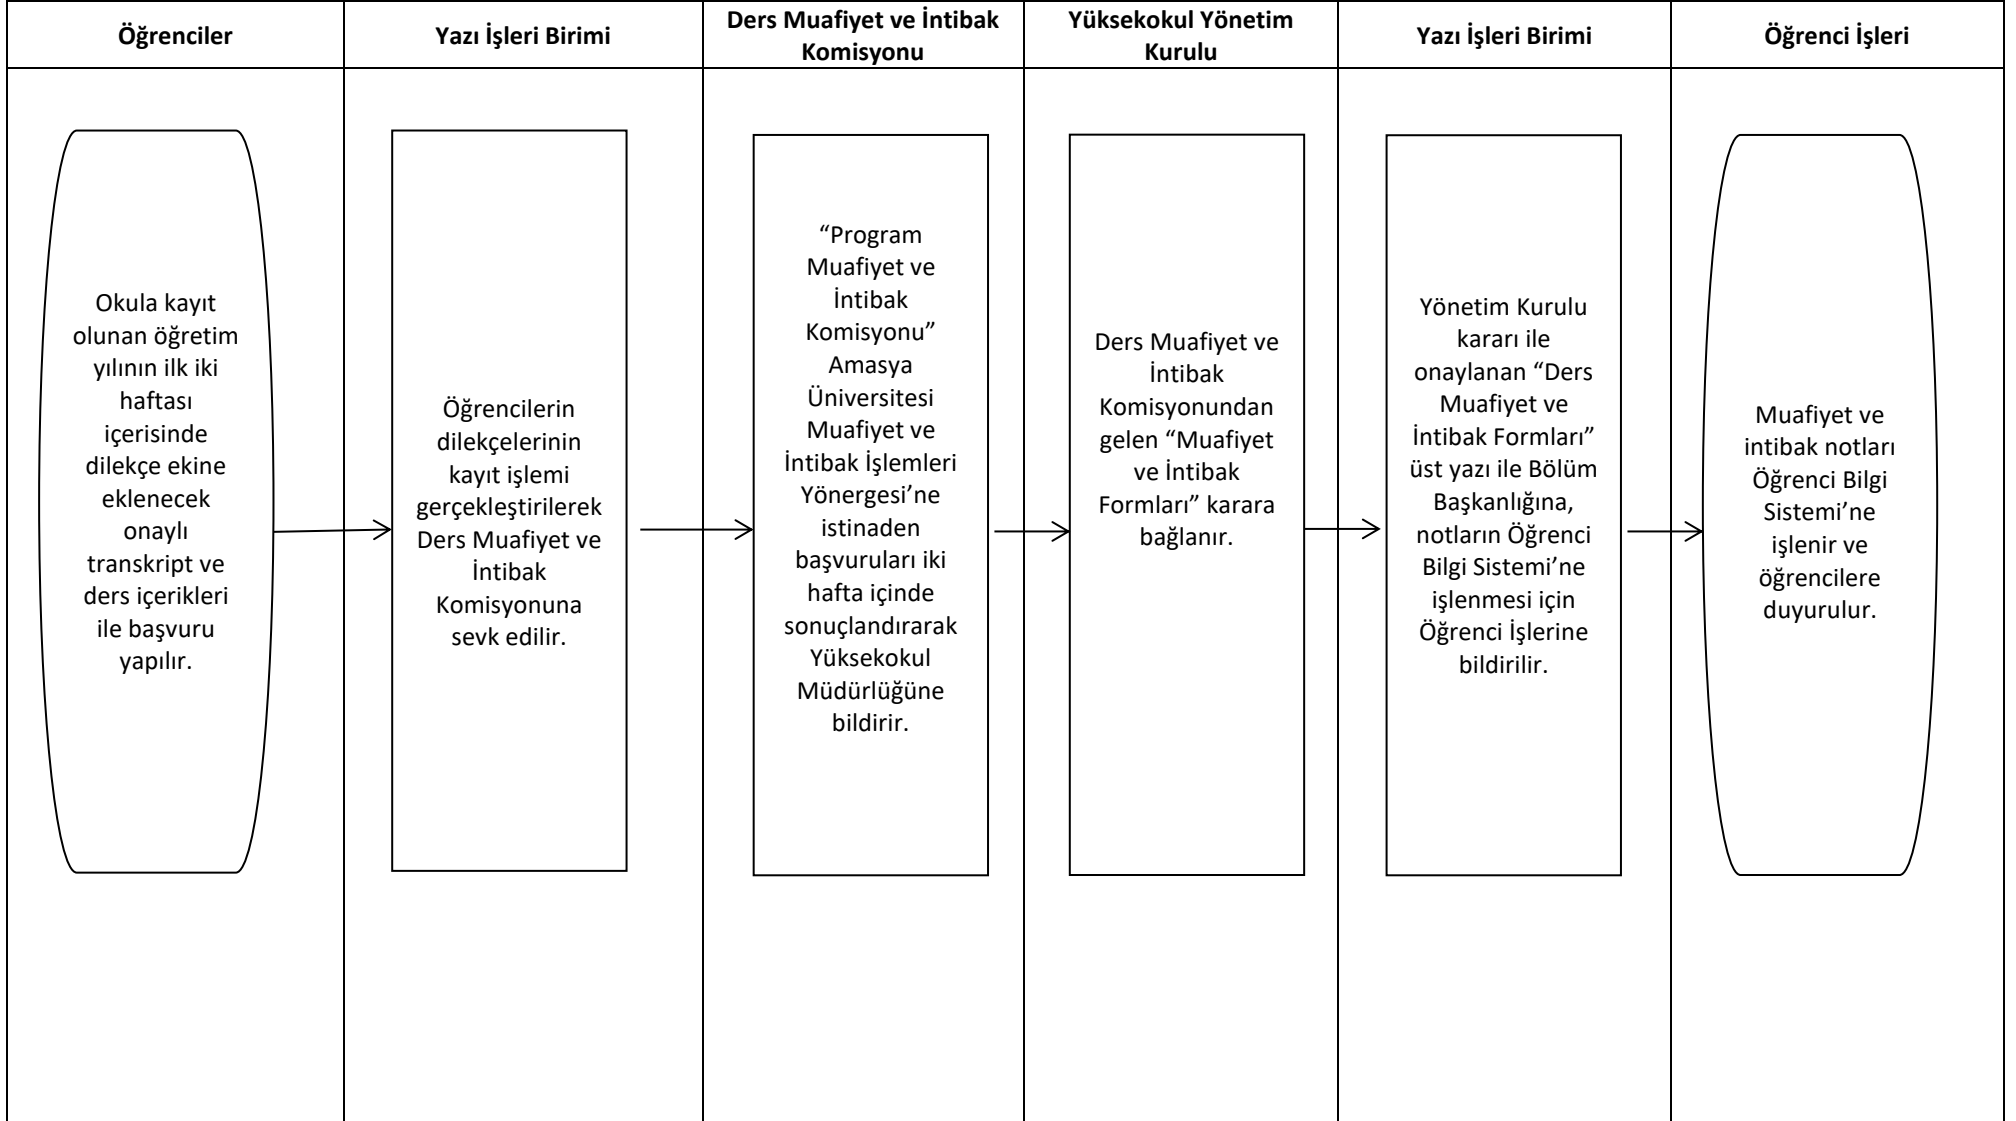 Öğrenciler
Yazı İşleri Birimi
Ders Muafiyet ve İntibak
Komisyonu
Yüksekokul Yönetim
Kurulu
Yazı İşleri Birimi
Öğrenci İşleri
Okula kayıt
olunan öğretim
yılının ilk iki
haftası
içerisinde
dilekçe ekine
eklenecek
onaylı
transkript ve
ders içerikleri
ile başvuru
yapılır.
Öğrencilerin
dilekçelerinin
kayıt işlemi
gerçekleştirilerek
Ders Muafiyet ve
İntibak
Komisyonuna
sevk edilir.
“Program
Muafiyet ve
İntibak
Komisyonu”
Amasya
Üniversitesi
Muafiyet ve
İntibak İşlemleri
Yönergesi’ne
istinaden
başvuruları iki
hafta içinde
sonuçlandırarak
Yüksekokul
Müdürlüğüne
bildirir.
Ders Muafiyet ve
İntibak
Komisyonundan
gelen “Muafiyet
ve İntibak
Formları” karara
bağlanır.
Yönetim Kurulu
kararı ile
onaylanan “Ders
Muafiyet ve
İntibak Formları”
üst yazı ile Bölüm
Başkanlığına,
notların Öğrenci
Bilgi Sistemi’ne
işlenmesi için
Öğrenci İşlerine
bildirilir.
Muafiyet ve
intibak notları
Öğrenci Bilgi
Sistemi’ne
işlenir ve
öğrencilere
duyurulur.